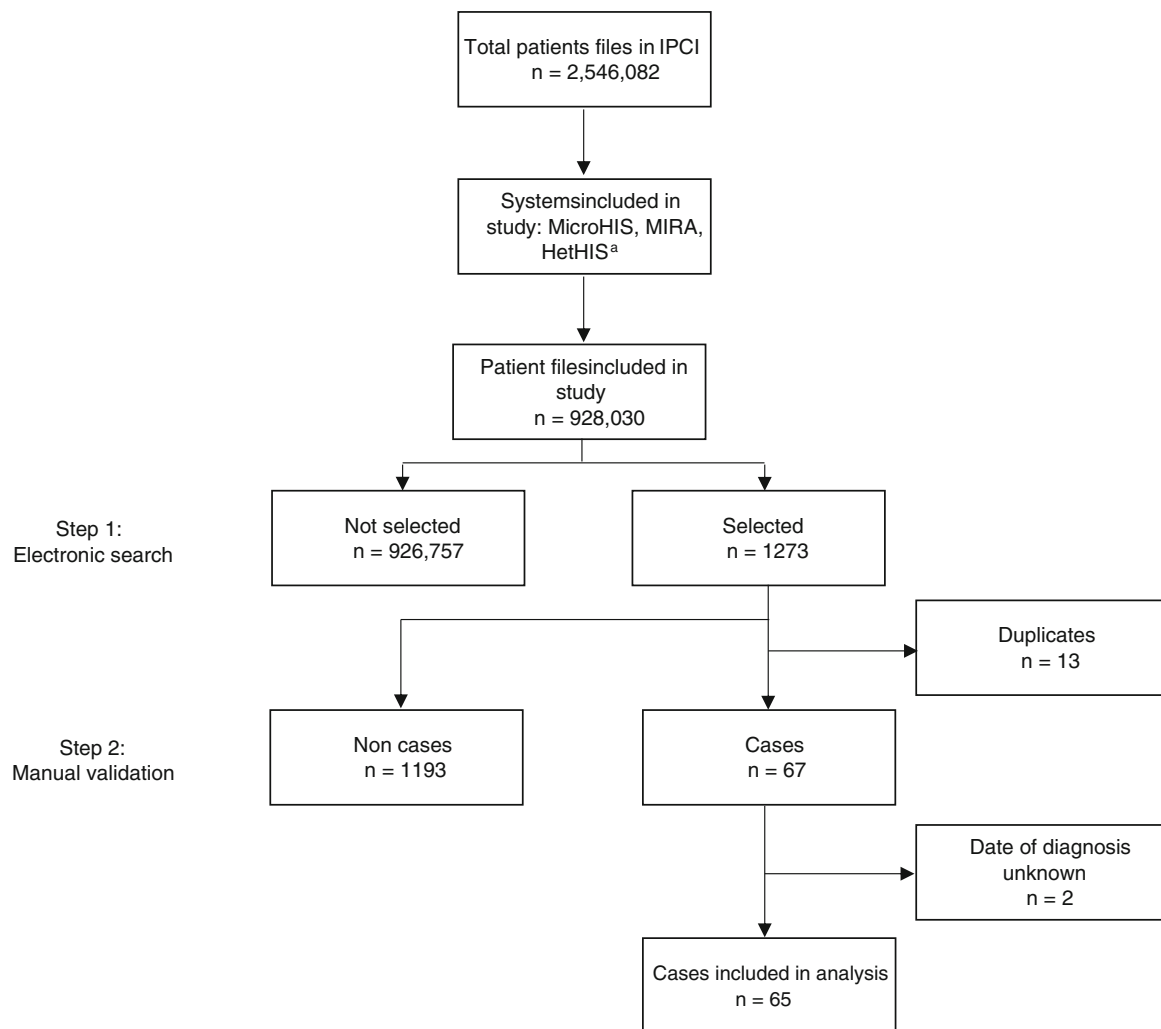 Total patients files in IPCI
n = 2,546,082
Systemsincluded in
study: MicroHIS, MIRA,
HetHISᵃ
Patient filesincluded in
study
n = 928,030
Step 1:
Electronic search
Not selected
n = 926,757
Selected
n = 1273
Duplicates
n = 13
Step 2:
Manual validation
Non cases
n = 1193
Cases
n = 67
Date of diagnosis
unknown
n = 2
Cases included in analysis
n = 65